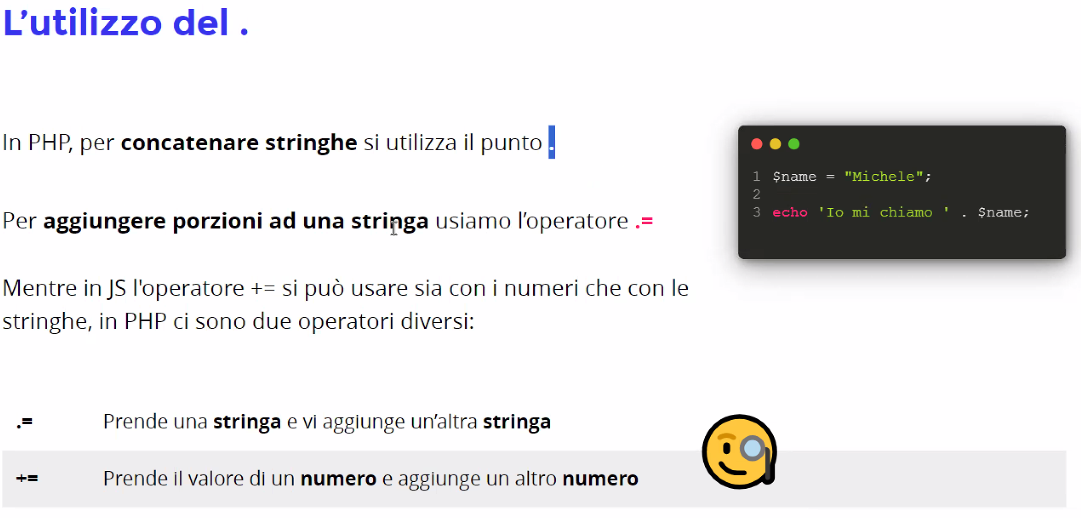 L’utilizzo del .
In PHP, per concatenare stringhe si utilizza il punto .
Per aggiungere porzioni ad una stringa usiamo l’operatore .=
Mentre in JS l'operatore += si può usare sia con i numeri che con le
stringhe, in PHP ci sono due operatori diversi:
.= Prende una stringa e vi aggiunge un’altra stringa
+= Prende il valore di un numero e aggiunge un altro numero
1 $name = "Michele";
2
3 echo 'Io mi chiamo ' . $name;